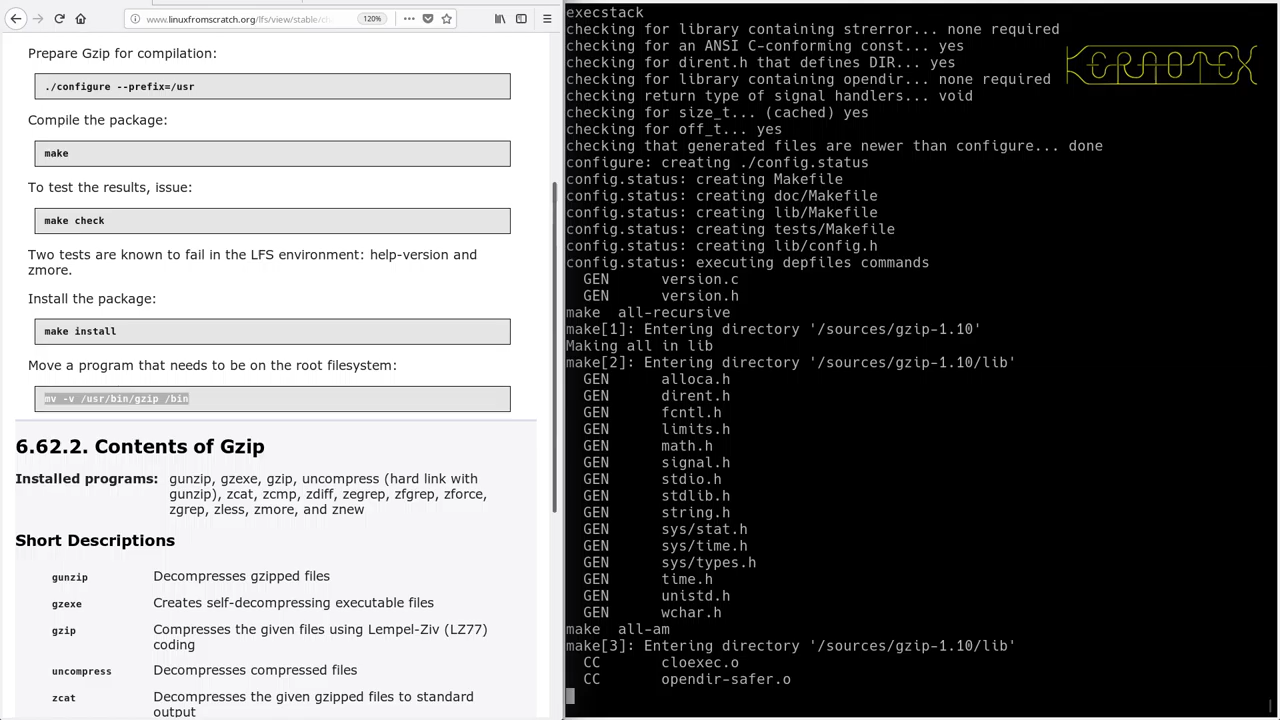 www.linuxfromscratch.org/lfs/view/stable/ch
120%
Prepare Gzip for compilation:
./configure --prefix=/usr
Compile the package:
make
To test the results, issue:
make check
Two tests are known to fail in the LFS environment: help-version and
zmore.
Install the package:
make install
Move a program that needs to be on the root filesystem:
mv -v /usr/bin/gzip /bin
6.62.2. Contents of Gzip
Installed programs: gunzip, gzexe, gzip, uncompress (hard link with
gunzip), zcat, zcmp, zdiff, zegrep, zfgrep, zforce,
zgrep, zless, zmore, and znew
Short Descriptions
gunzip Decompresses gzipped files
gzexe Creates self-decompressing executable files
gzip Compresses the given files using Lempel-Ziv (LZ77)
coding
uncompress Decompresses compressed files
zcat Decompresses the given gzipped files to standard
output
execstack
checking for library containing strerror... none required
checking for an ANSI C-conforming const... yes
checking for dirent.h that defines DIR... yes
checking for library containing opendir... none required
checking return type of signal handlers... void
checking for size_t... (cached) yes
checking for off_t... yes
checking that generated files are newer than configure... done
configure: creating ./config.status
config.status: creating Makefile
config.status: creating doc/Makefile
config.status: creating lib/Makefile
config.status: creating tests/Makefile
config.status: creating lib/config.h
config.status: executing depfiles commands
GEN version.c
GEN version.h
make all-recursive
make[1]: Entering directory '/sources/gzip-1.10'
Making all in lib
make[2]: Entering directory '/sources/gzip-1.10/lib'
GEN alloca.h
GEN dirent.h
GEN fcntl.h
GEN limits.h
GEN math.h
GEN signal.h
GEN stdio.h
GEN stdlib.h
GEN string.h
GEN sys/stat.h
GEN sys/time.h
GEN sys/types.h
GEN time.h
GEN unistd.h
GEN wchar.h
make all-am
make[3]: Entering directory '/sources/gzip-1.10/lib'
CC cloexec.o
CC opendir-safer.o